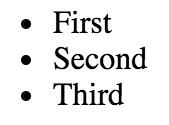 • First
• Second
• Third